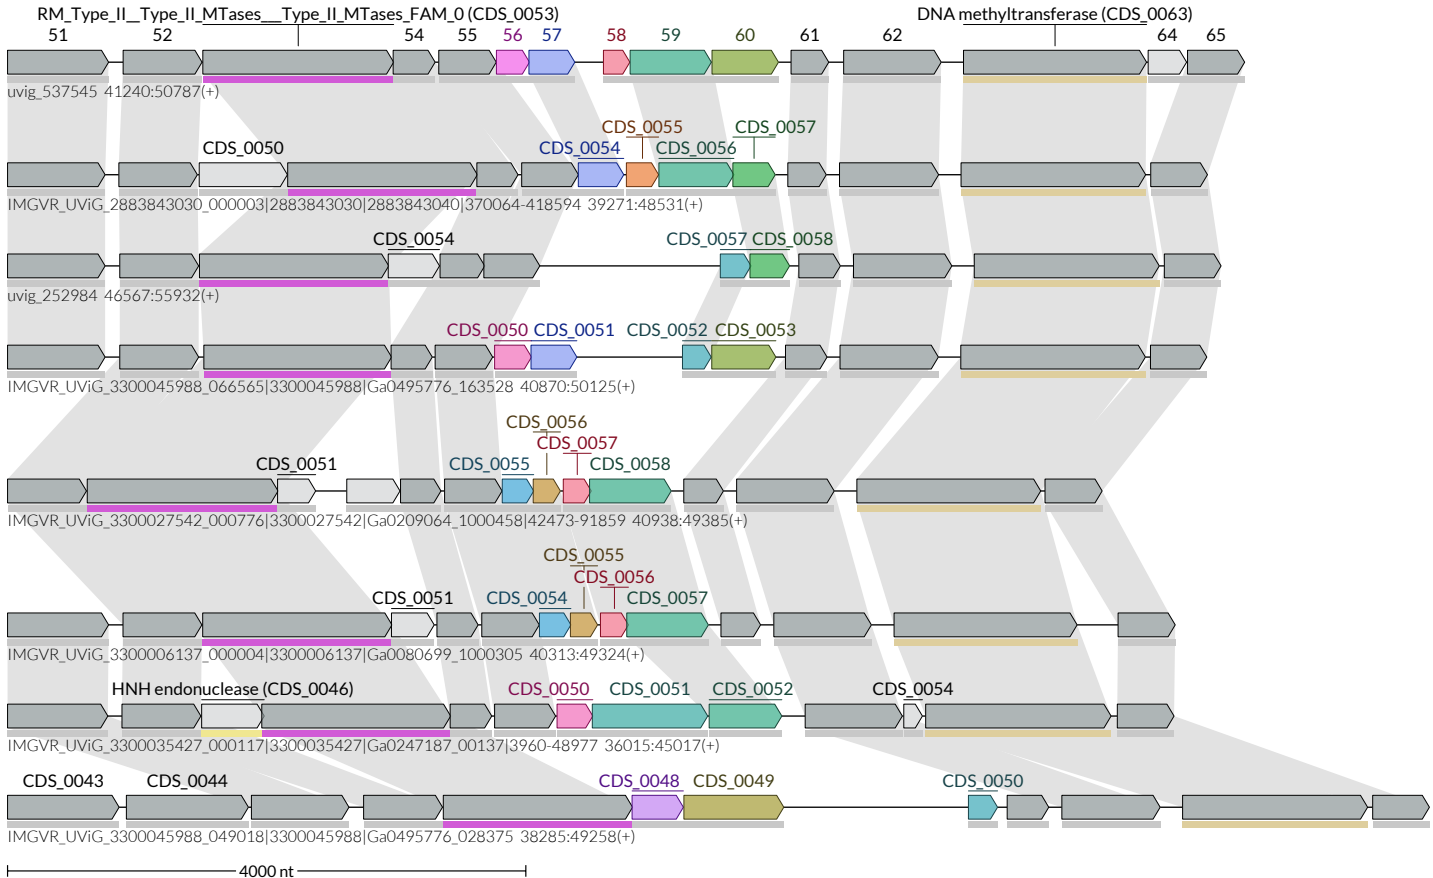 RM_Type_II__Type_II_MTases__Type_II_MTases_FAM_0 (CDS_0053) DNA methyltransferase (CDS_0063)
51 52 54 55 56 57 58 59 60 61 62 64 65
uvig_537545 41240:50787(+)
CDS_0055 CDS_0057
CDS_0050 CDS_0054 CDS_0056
IMGVR_UViG_2883843030_000003|2883843030|2883843040|370064-418594 39271:48531(+)
CDS_0054 CDS_0057 CDS_0058
uvig_252984 46567:55932(+)
CDS_0050 CDS_0051 CDS_0052 CDS_0053
IMGVR_UViG_3300045988_066565|3300045988|Ga0495776_163528 40870:50125(+)
CDS_0056
CDS_0057
CDS_0051 CDS_0055 CDS_0058
IMGVR_UViG_3300027542_000776|3300027542|Ga0209064_1000458|42473-91859 40938:49385(+)
CDS_0055
CDS_0056
CDS_0051 CDS_0054 CDS_0057
IMGVR_UViG_3300006137_000004|3300006137|Ga0080699_1000305 40313:49324(+)
HNH endonuclease (CDS_0046) CDS_0050 CDS_0051 CDS_0052 CDS_0054
IMGVR_UViG_3300035427_000117|3300035427|Ga0247187_00137|3960-48977 36015:45017(+)
CDS_0043 CDS_0044 CDS_0048 CDS_0049 CDS_0050
IMGVR_UViG_3300045988_049018|3300045988|Ga0495776_028375 38285:49258(+)
4000 nt